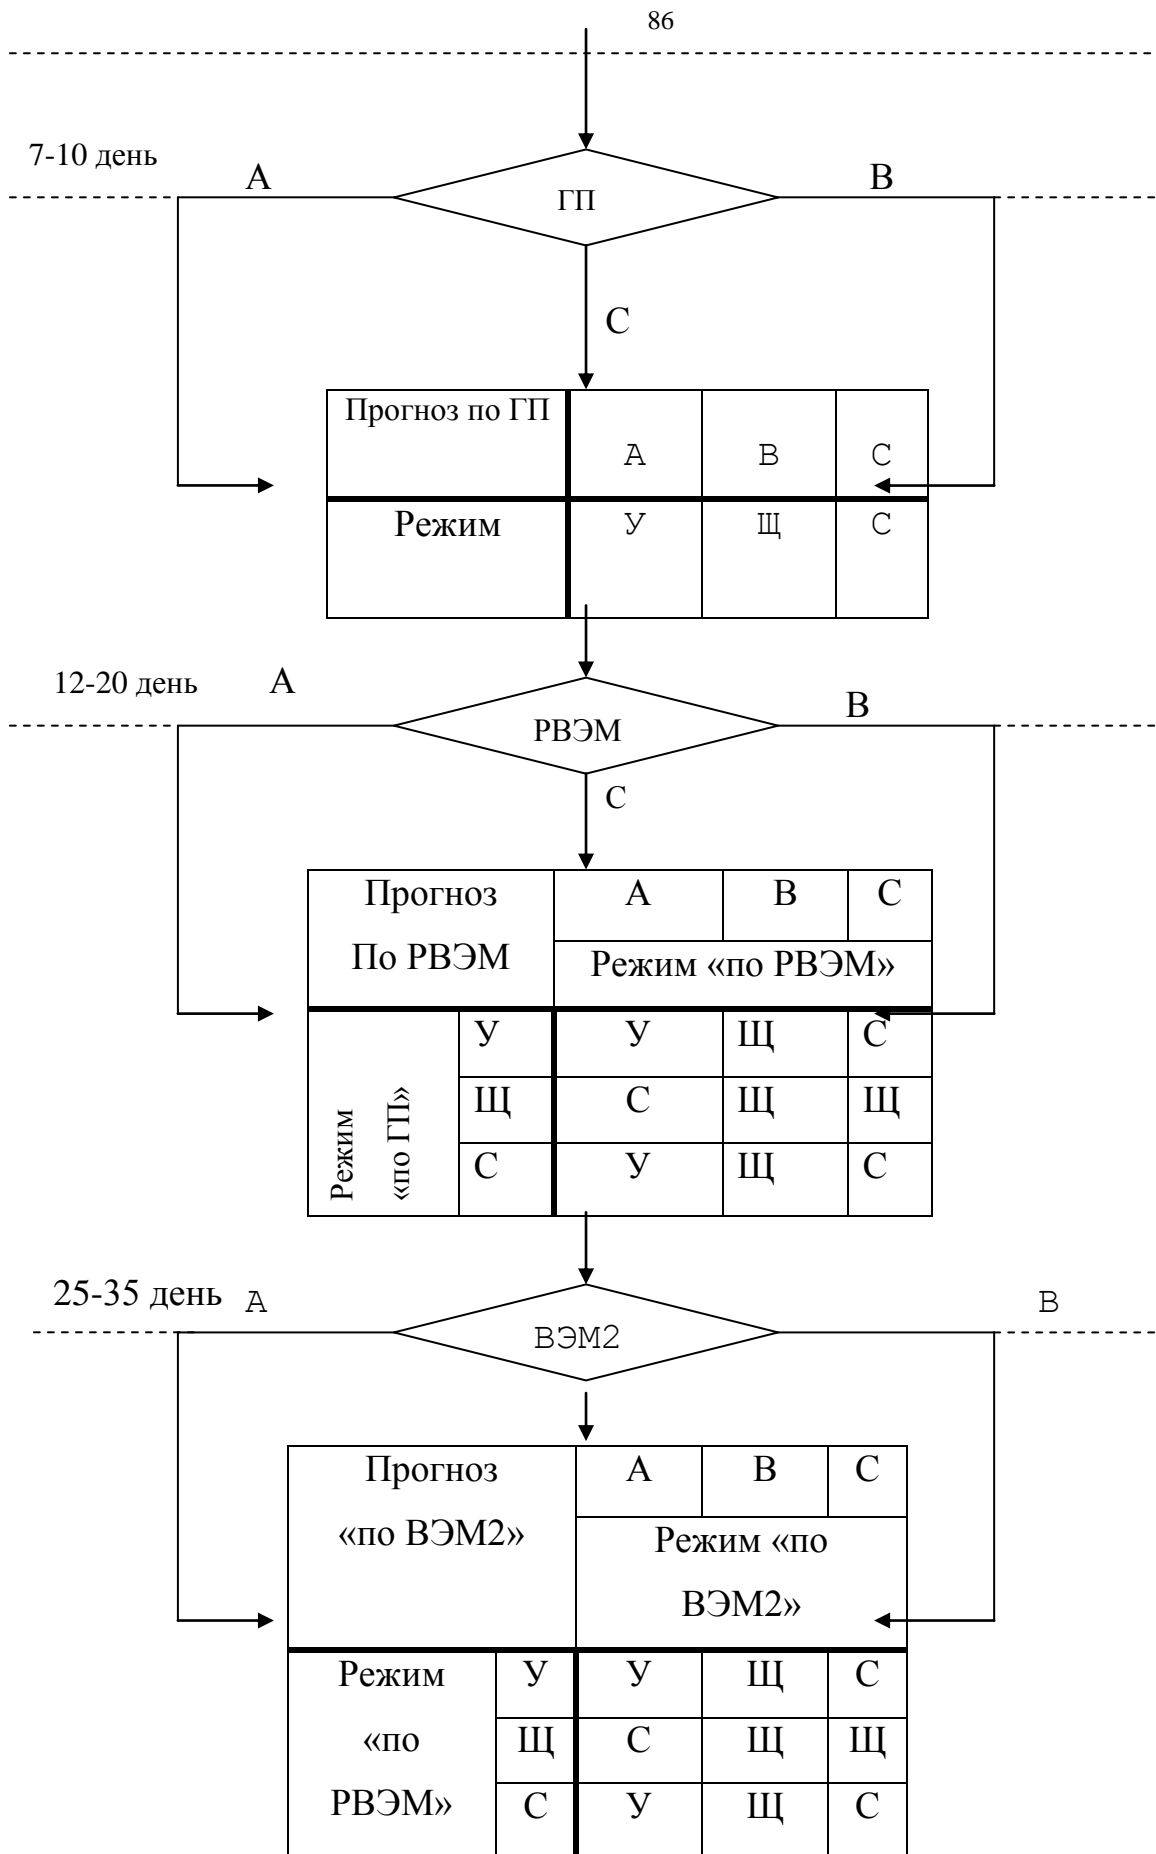 86
7-10 день
А
ГП
В
С
Прогноз по ГП
А В С
Режим
У Щ С
12-20 день
А
РВЭМ
В
С
Прогноз
По РВЭМ
А В С
Режим «по РВЭМ»
Режим
«по ГП»
У У Щ С
Щ С Щ Щ
С У Щ С
25-35 день
А
ВЭМ2
В
Прогноз
«по ВЭМ2»
А В С
Режим «по
ВЭМ2»
Режим
«по
РВЭМ»
У У Щ С
Щ С Щ Щ
С У Щ С